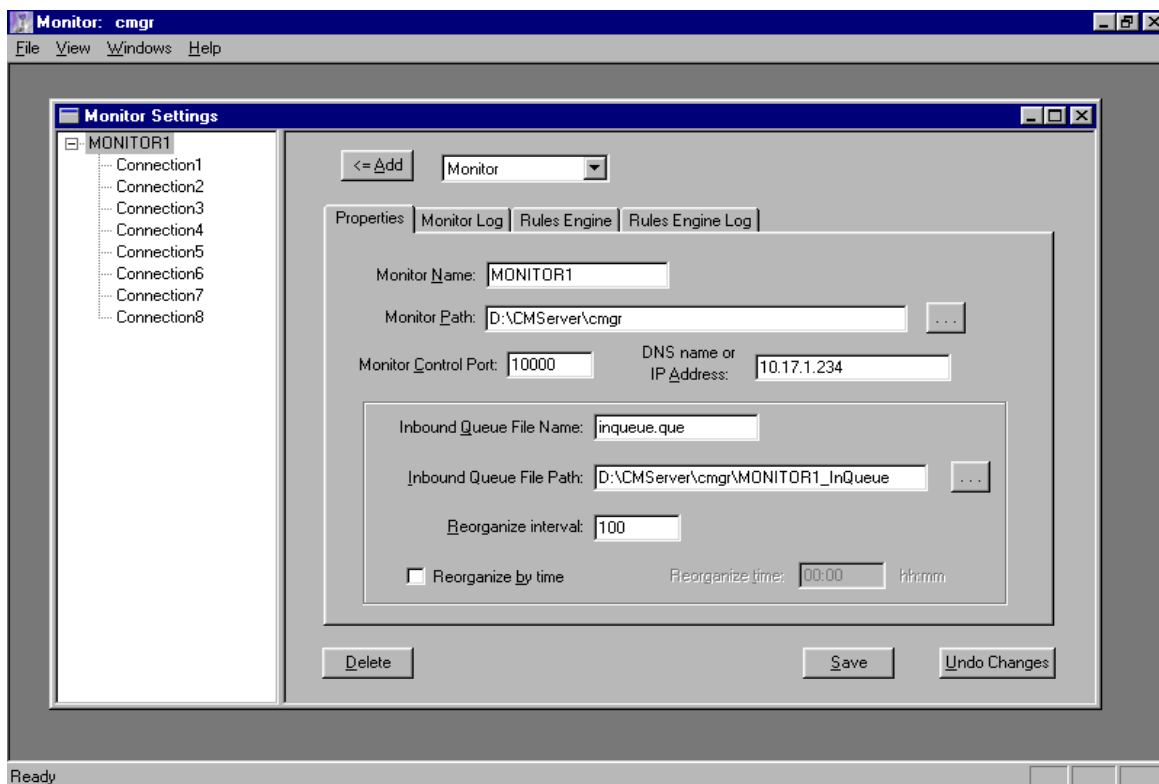 Monitor: cmgr
File View Windows Help
Monitor Settings
MONITOR1
Connection1
Connection2
Connection3
Connection4
Connection5
Connection6
Connection7
Connection8
<= Add Monitor
Properties Monitor Log Rules Engine Rules Engine Log
Monitor Name: MONITOR1
Monitor Path: D:\CMServer\cmgr ...
Monitor Control Port: 10000 DNS name or
IP Address: 10.17.1.234
Inbound Queue File Name: inqueue.que
Inbound Queue File Path: D:\CMServer\cmgr\MONITOR1_InQueue ...
Reorganize interval: 100
Reorganize by time Reorganize time: 00:00 hh:mm
Delete Save Undo Changes
Ready